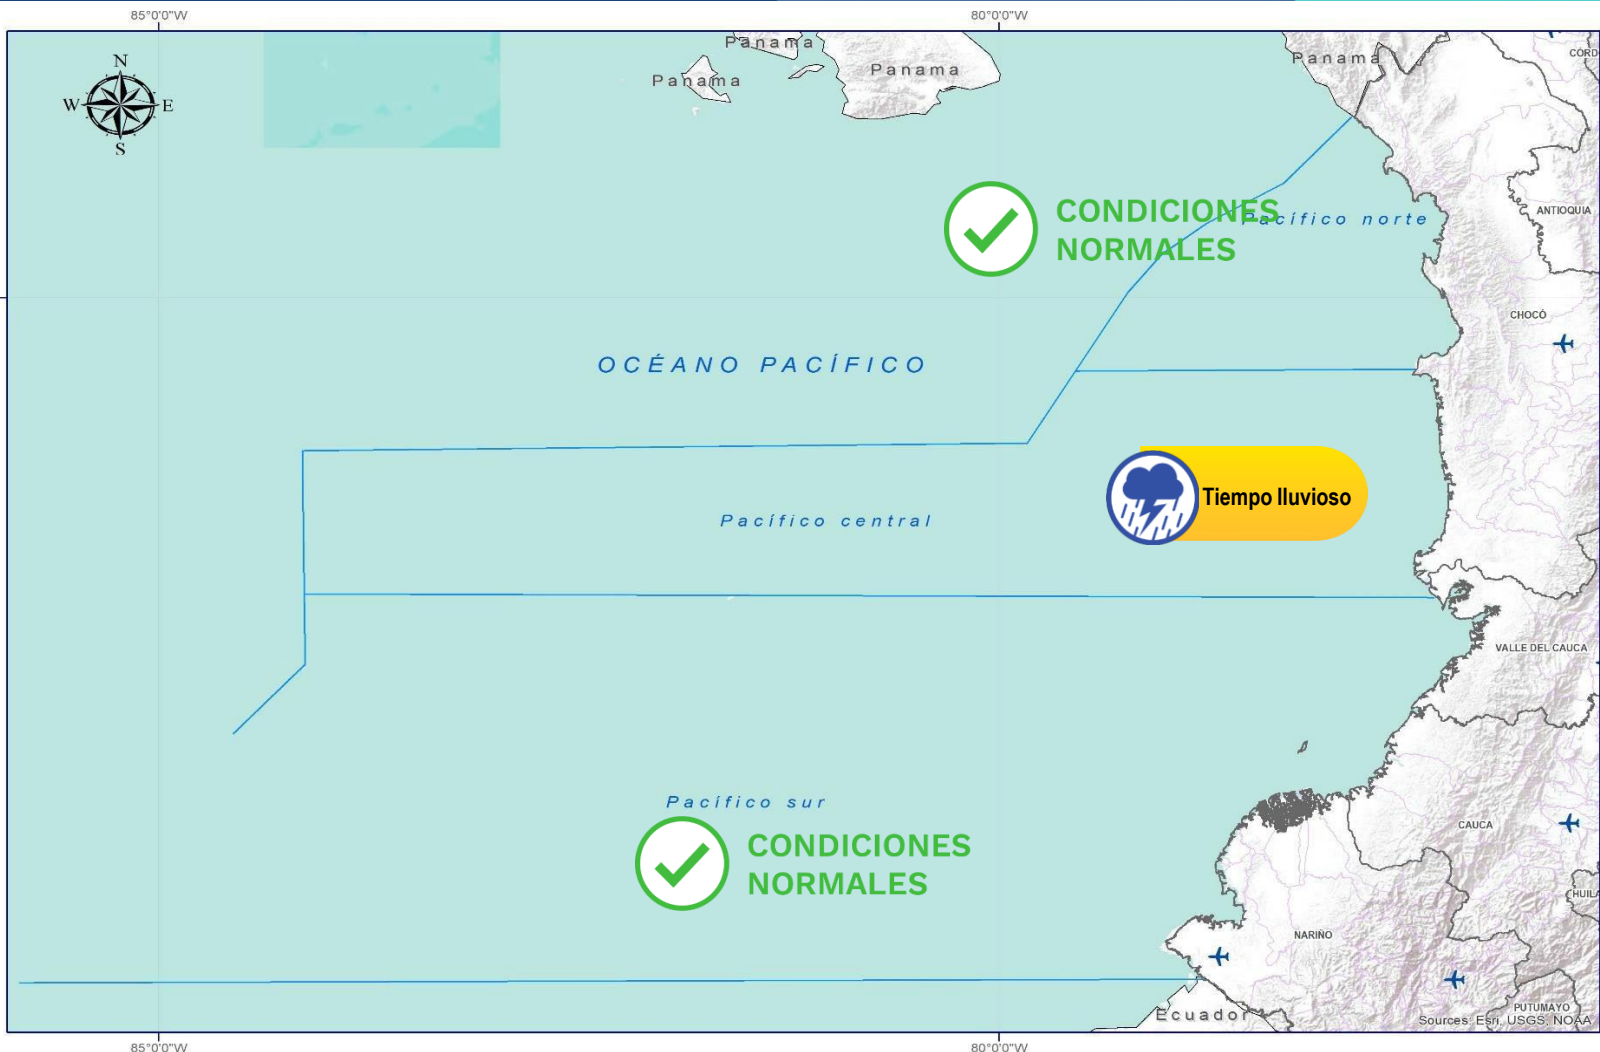 85°0'0"W
80°0'0"W
N
W
E
S
Panama
Panama
Panama
Panama
CÓRD
ANTIOQUIA
CONDICIONES
NORMALES
Pacífico norte
CHOCÓ
OCÉANO PACÍFICO
Tiempo lluvioso
Pacífico central
VALLE DEL CAUCA
Pacífico sur
CONDICIONES
NORMALES
CAUCA
HUILA
NARIÑO
PUTUMAYO
Ecuador
Sources: Esri, USGS, NOAA
85°0'0"W
80°0'0"W